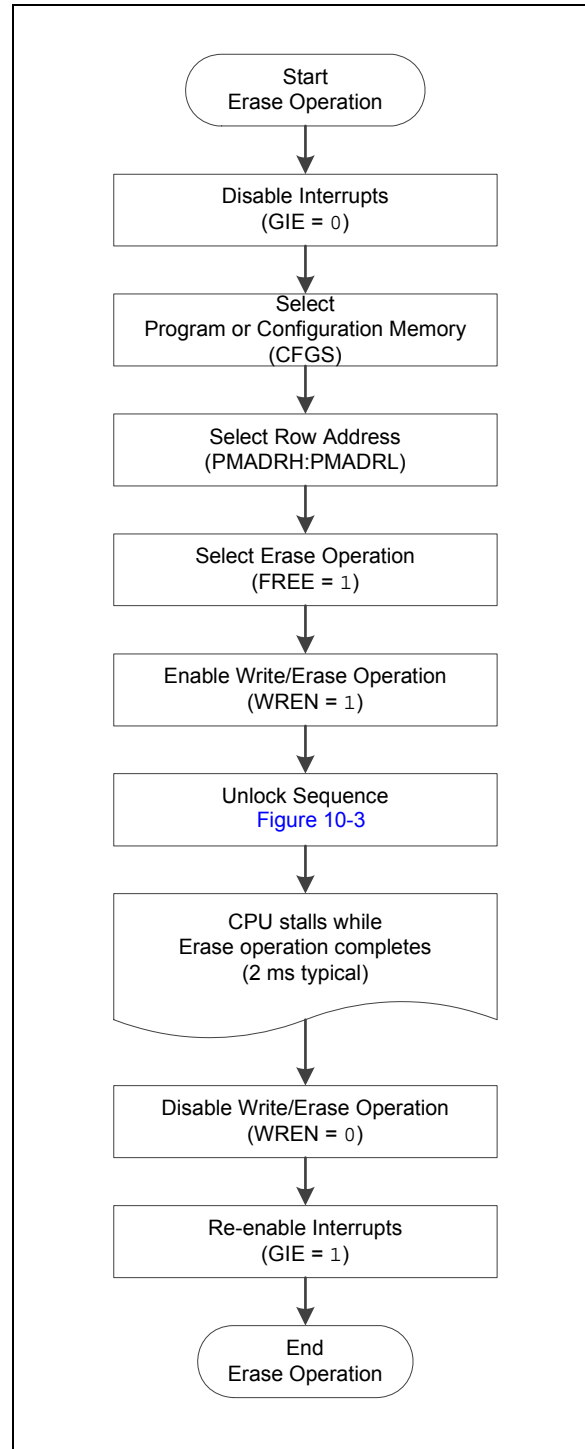 Start
Erase Operation
Disable Interrupts
(GIE = 0)
Select
Program or Configuration Memory
(CFGS)
Select Row Address
(PMADRH:PMADRL)
Select Erase Operation
(FREE = 1)
Enable Write/Erase Operation
(WREN = 1)
Unlock Sequence
Figure 10-3
CPU stalls while
Erase operation completes
(2 ms typical)
Disable Write/Erase Operation
(WREN = 0)
Re-enable Interrupts
(GIE = 1)
End
Erase Operation